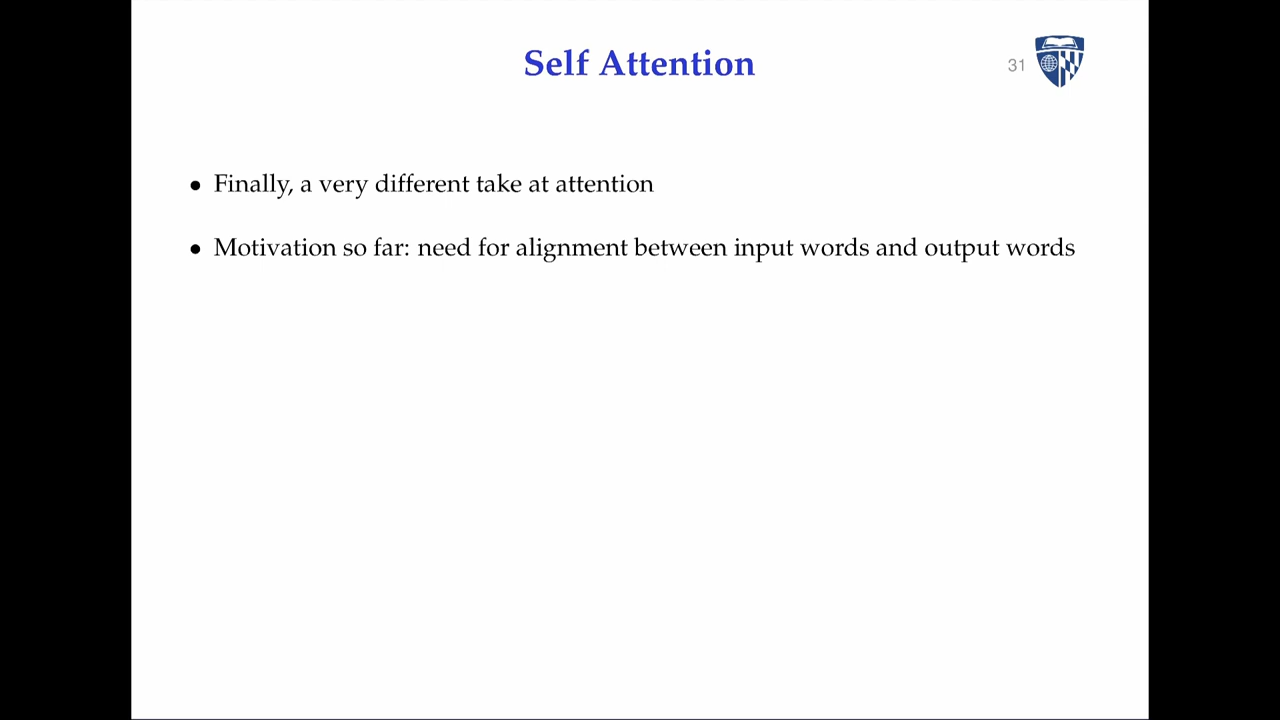 Self Attention
31
• Finally, a very different take at attention
• Motivation so far: need for alignment between input words and output words